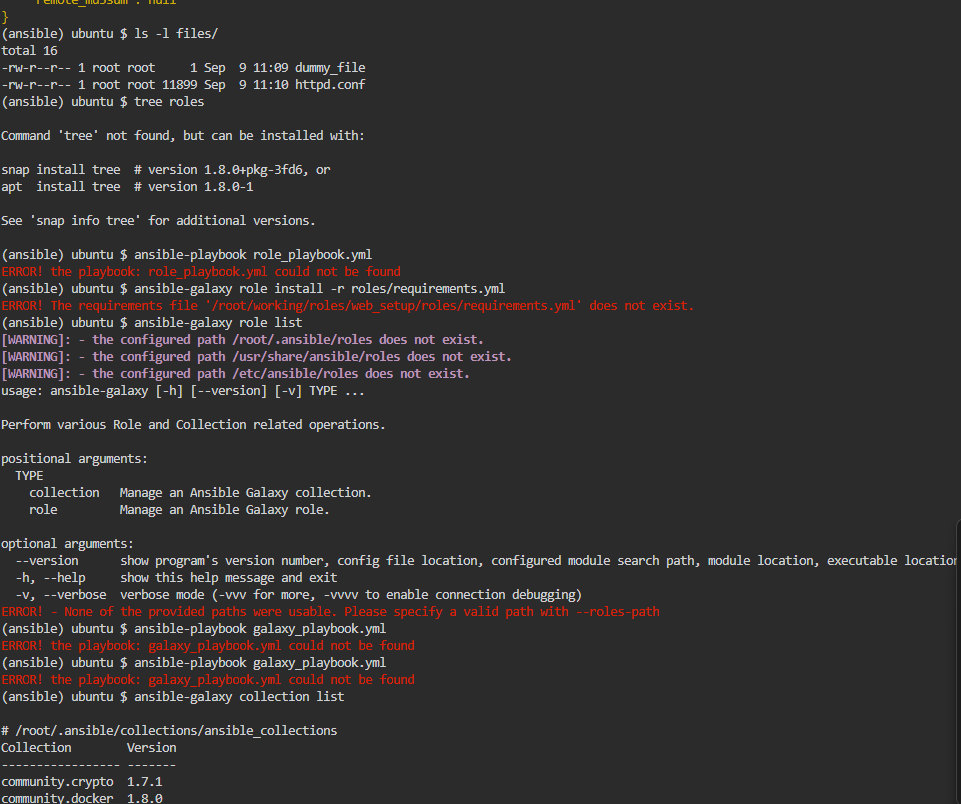 "remote_md5sum": null
}
(ansible) ubuntu $ ls -l files/
total 16
-rw-r--r-- 1 root root     1 Sep  9 11:09 dummy_file
-rw-r--r-- 1 root root 11899 Sep  9 11:10 httpd.conf
(ansible) ubuntu $ tree roles
Command 'tree' not found, but can be installed with:
snap install tree  # version 1.8.0+pkg-3fd6, or
apt  install tree  # version 1.8.0-1
See 'snap info tree' for additional versions.
(ansible) ubuntu $ ansible-playbook role_playbook.yml
ERROR! the playbook: role_playbook.yml could not be found
(ansible) ubuntu $ ansible-galaxy role install -r roles/requirements.yml
ERROR! The requirements file '/root/working/roles/web_setup/roles/requirements.yml' does not exist.
(ansible) ubuntu $ ansible-galaxy role list
[WARNING]: - the configured path /root/.ansible/roles does not exist.
[WARNING]: - the configured path /usr/share/ansible/roles does not exist.
[WARNING]: - the configured path /etc/ansible/roles does not exist.
usage: ansible-galaxy [-h] [--version] [-v] TYPE ...
Perform various Role and Collection related operations.
positional arguments:
  TYPE
    collection   Manage an Ansible Galaxy collection.
    role         Manage an Ansible Galaxy role.
optional arguments:
  --version      show program's version number, config file location, configured module search path, module location, executable location
  -h, --help     show this help message and exit
  -v, --verbose  verbose mode (-vvv for more, -vvvv to enable connection debugging)
ERROR! - None of the provided paths were usable. Please specify a valid path with --roles-path
(ansible) ubuntu $ ansible-playbook galaxy_playbook.yml
ERROR! the playbook: galaxy_playbook.yml could not be found
(ansible) ubuntu $ ansible-playbook galaxy_playbook.yml
ERROR! the playbook: galaxy_playbook.yml could not be found
(ansible) ubuntu $ ansible-galaxy collection list
# /root/.ansible/collections/ansible_collections
Collection        Version
----------------- -------
community.crypto  1.7.1
community.docker  1.8.0